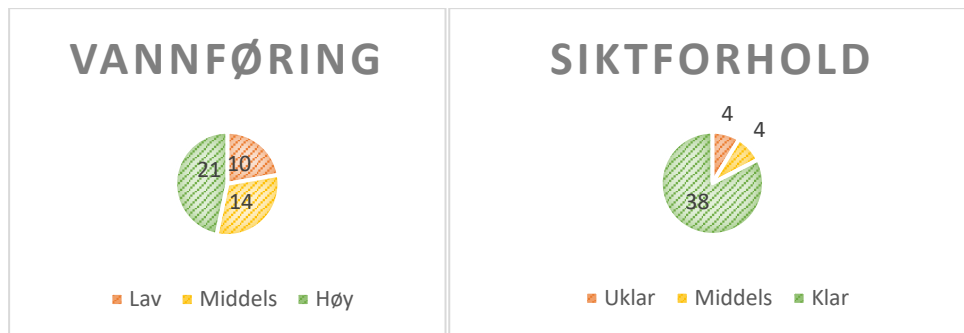 VANNFØRING
21
10
14
Lav Middels Høy
SIKTFORHOLD
4
4
38
Uklar Middels Klar